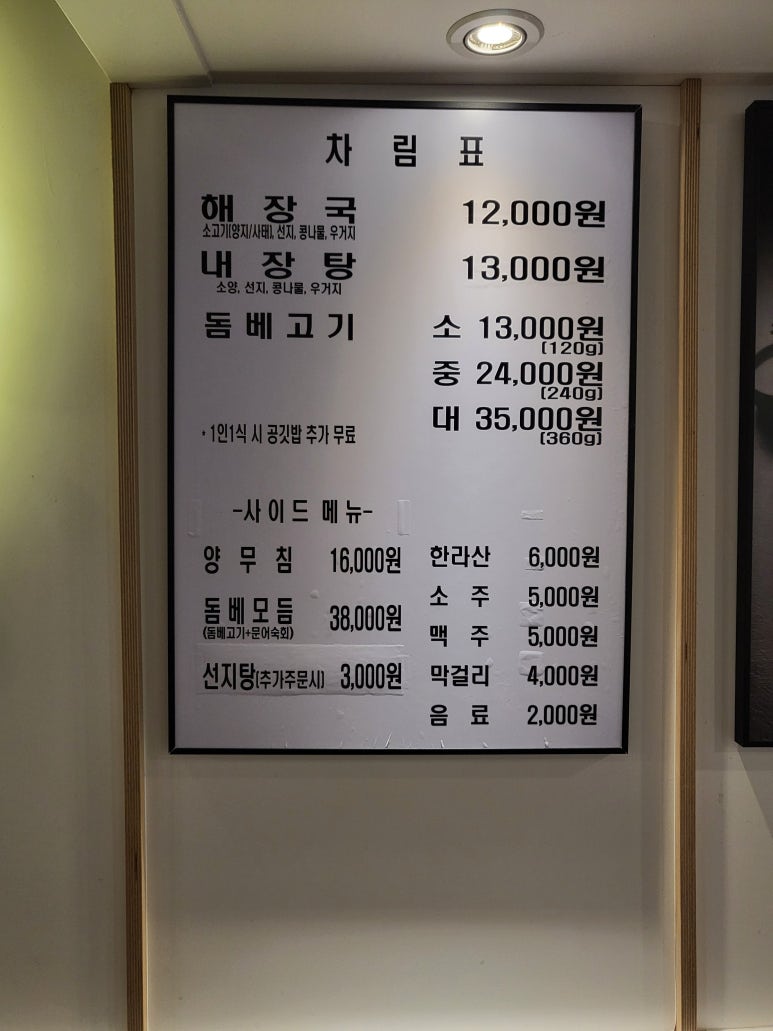 차림표
해장국 12,000원
소고기(양지/사태), 선지, 콩나물, 우거지
내장탕 13,000원
소양, 선지, 콩나물, 우거지
돔베고기 소 13,000원
(120g)
중 24,000원
(240g)
대 35,000원
(360g)
• 1인1식 시 공깃밥 추가 무료
-사이드 메뉴-
양무침 16,000원
돔베모듬 38,000원
(돔베고기+문어숙회)
선지탕(추가주문시) 3,000원
한라산 6,000원
소주 5,000원
맥주 5,000원
막걸리 4,000원
음료 2,000원